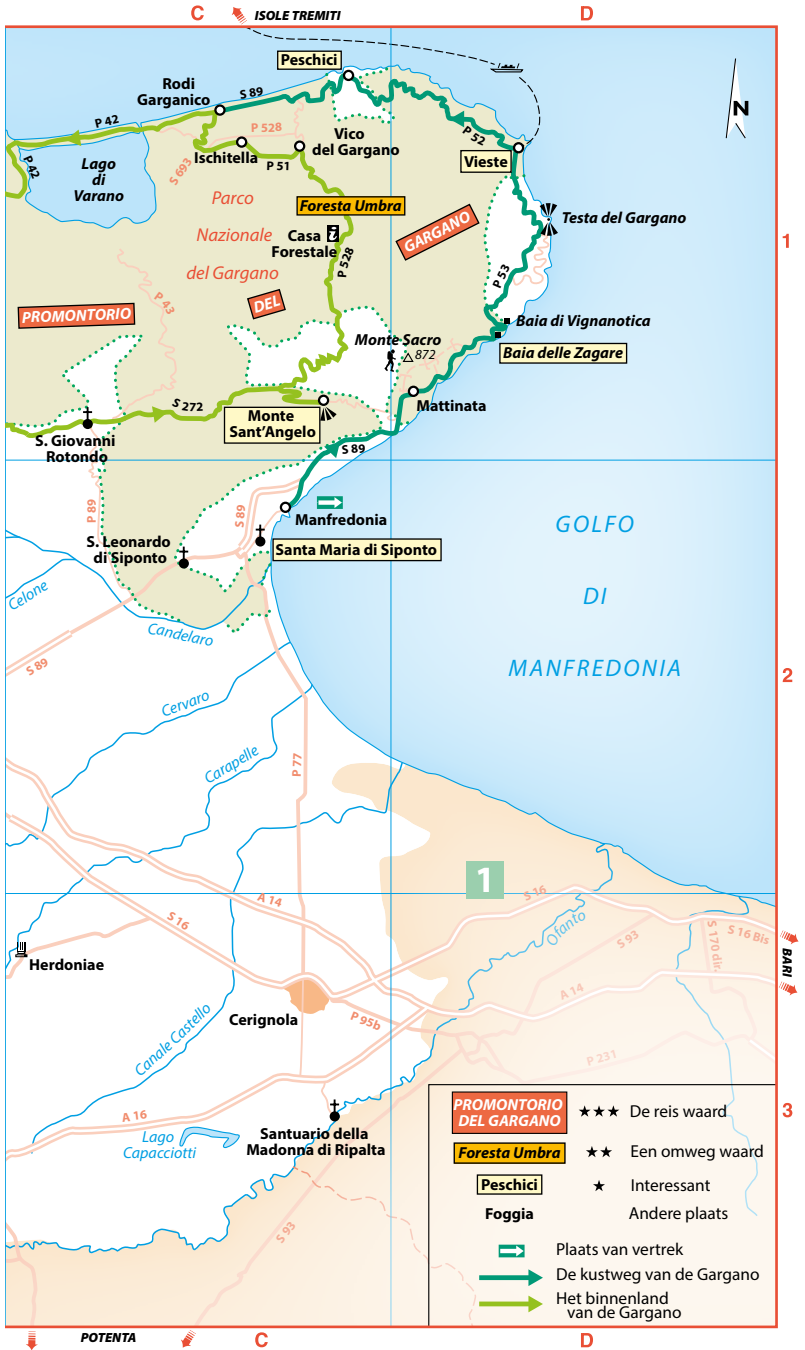 C
ISOLE TREMITI
D
Peschici
Rodi
Garganico
S 89
P 42
P 528
P 52
N
Ischitella
Vico
del Gargano
P 51
S 693
Vieste
P 42
Lago
di
Varano
Parco
Nazionale
del Gargano
Foresta Umbra
Casa
Forestale
P 528
GARGANO
Testa del Gargano
1
P 53
P 43
DEL
PROMONTORIO
Baia di Vignanotica
Monte Sacro
872
Baia delle Zagare
S 272
Monte
Sant'Angelo
Mattinata
S. Giovanni
Rotondo
S 89
P 89
S 89
Manfredonia
S. Leonardo
di Siponto
Santa Maria di Siponto
GOLFO
DI
MANFREDONIA
Celone
Candelaro
S 89
2
Cervaro
Carapelle
P 77
1
A 14
S 16
S 16
Ofanto
S 93
S 170 dir.
S 16 Bis
BARI
Herdoniae
A 14
Cerignola
P 95b
Canale Castello
P 231
A 16
Lago
Capacciotti
Santuario della
Madonna di Ripalta
3
S 93
PROMONTORIO
DEL GARGANO
★★★ De reis waard
Foresta Umbra
★★ Een omweg waard
Peschici
★ Interessant
Foggia
Andere plaats
Plaats van vertrek
De kustweg van de Gargano
Het binnenland
van de Gargano
POTENTA
C
D